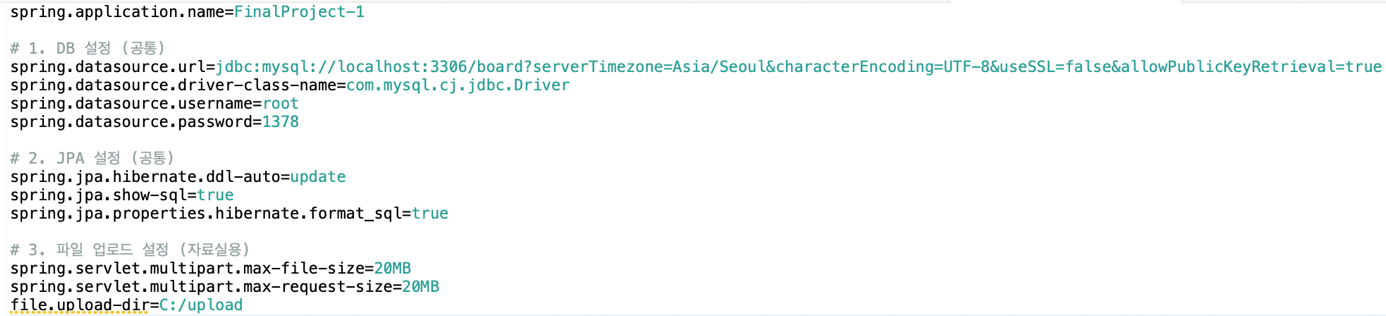 spring.application.name=FinalProject-1
# 1. DB 설정 (공통)
spring.datasource.url=jdbc:mysql://localhost:3306/board?serverTimezone=Asia/Seoul&characterEncoding=UTF-8&useSSL=false&allowPublicKeyRetrieval=true
spring.datasource.driver-class-name=com.mysql.cj.jdbc.Driver
spring.datasource.username=root
spring.datasource.password=1378
# 2. JPA 설정 (공통)
spring.jpa.hibernate.ddl-auto=update
spring.jpa.show-sql=true
spring.jpa.properties.hibernate.format_sql=true
# 3. 파일 업로드 설정 (자료실용)
spring.servlet.multipart.max-file-size=20MB
spring.servlet.multipart.max-request-size=20MB
file.upload-dir=C:/upload